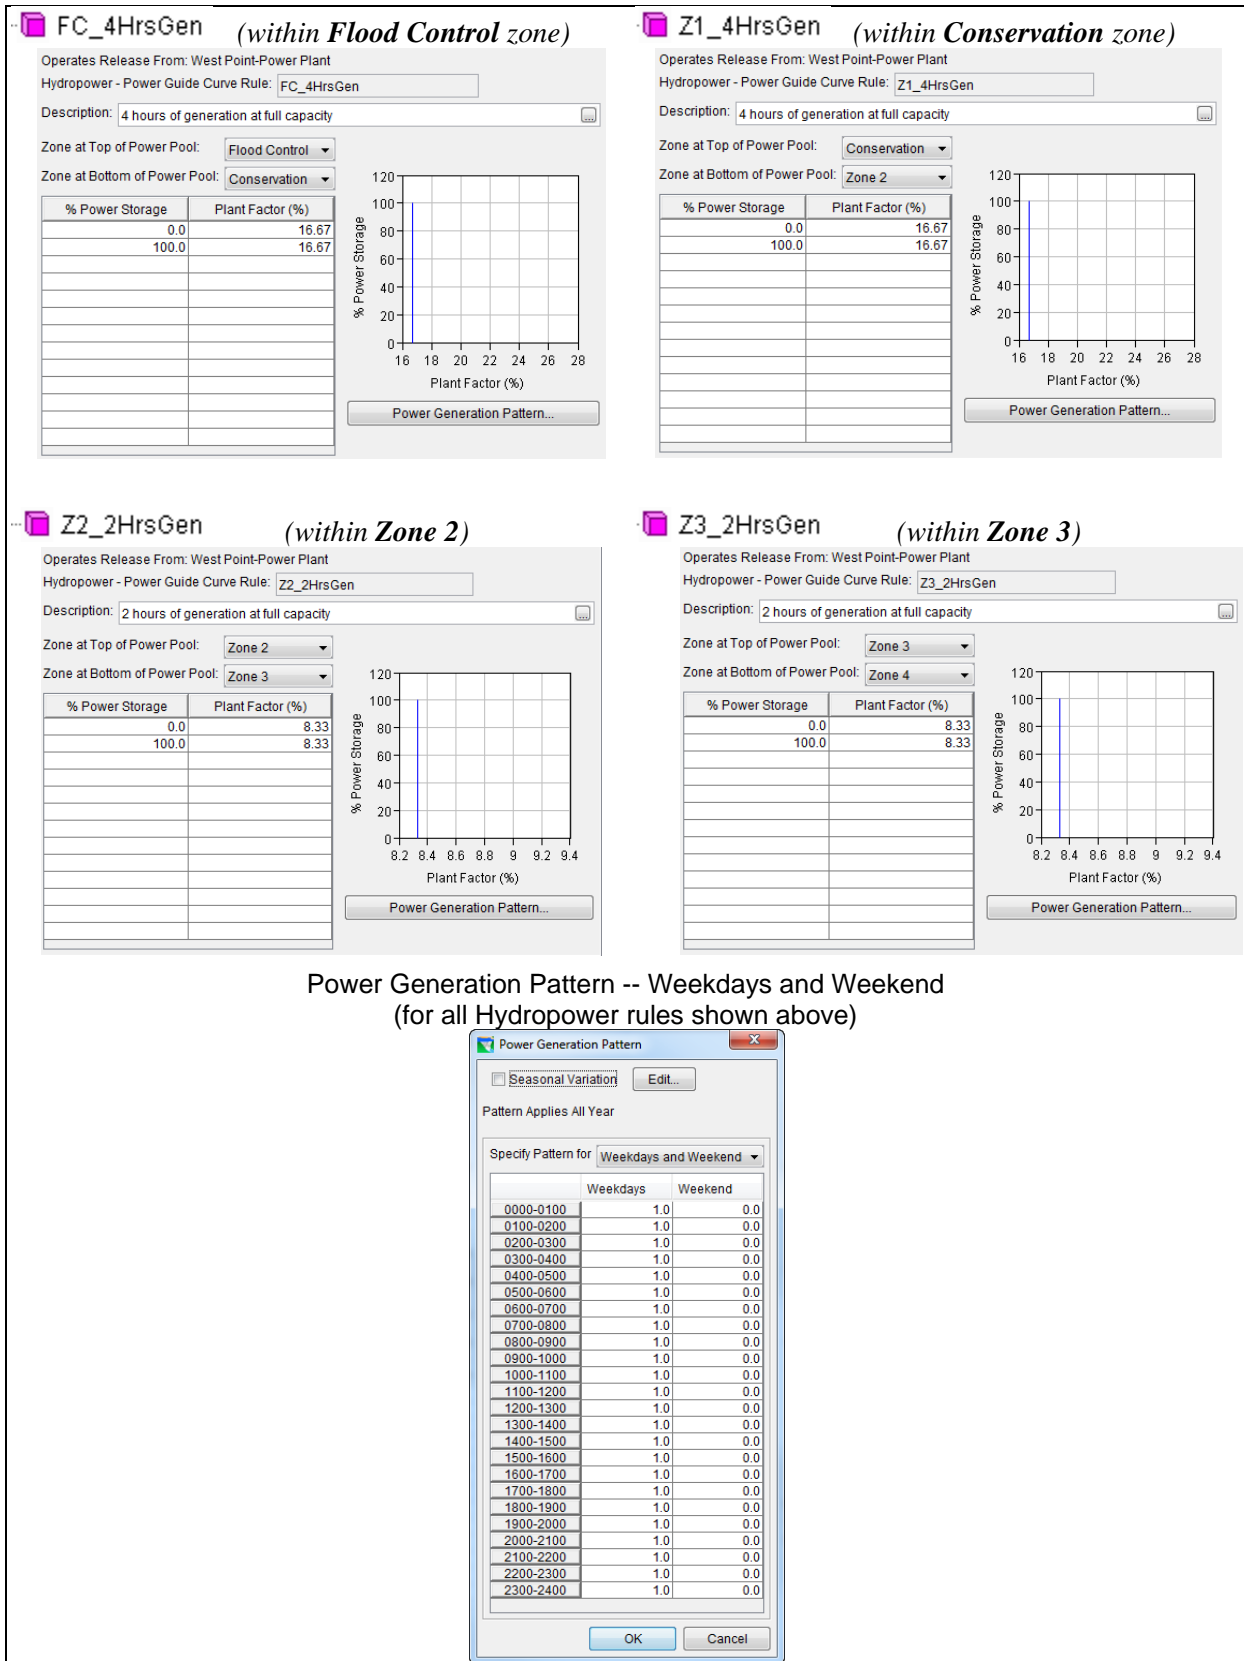 FC_4HrsGen (within Flood Control zone)
Operates Release From: West Point-Power Plant
Hydropower - Power Guide Curve Rule: FC_4HrsGen
Description: 4 hours of generation at full capacity ...
Zone at Top of Power Pool: Flood Control
Zone at Bottom of Power Pool: Conservation
% Power Storage Plant Factor (%)
0.0 16.67
100.0 16.67
120
100
80
60
40
20
0
% Power Storage
16 18 20 22 24 26 28
Plant Factor (%)
Power Generation Pattern...
Z1_4HrsGen (within Conservation zone)
Operates Release From: West Point-Power Plant
Hydropower - Power Guide Curve Rule: Z1_4HrsGen
Description: 4 hours of generation at full capacity ...
Zone at Top of Power Pool: Conservation
Zone at Bottom of Power Pool: Zone 2
% Power Storage Plant Factor (%)
0.0 16.67
100.0 16.67
120
100
80
60
40
20
0
% Power Storage
16 18 20 22 24 26 28
Plant Factor (%)
Power Generation Pattern...
Z2_2HrsGen (within Zone 2)
Operates Release From: West Point-Power Plant
Hydropower - Power Guide Curve Rule: Z2_2HrsGen
Description: 2 hours of generation at full capacity ...
Zone at Top of Power Pool: Zone 2
Zone at Bottom of Power Pool: Zone 3
% Power Storage Plant Factor (%)
0.0 8.33
100.0 8.33
120
100
80
60
40
20
0
% Power Storage
8.2 8.4 8.6 8.8 9 9.2 9.4
Plant Factor (%)
Power Generation Pattern...
Z3_2HrsGen (within Zone 3)
Operates Release From: West Point-Power Plant
Hydropower - Power Guide Curve Rule: Z3_2HrsGen
Description: 2 hours of generation at full capacity ...
Zone at Top of Power Pool: Zone 3
Zone at Bottom of Power Pool: Zone 4
% Power Storage Plant Factor (%)
0.0 8.33
100.0 8.33
120
100
80
60
40
20
0
% Power Storage
8.2 8.4 8.6 8.8 9 9.2 9.4
Plant Factor (%)
Power Generation Pattern...
Power Generation Pattern -- Weekdays and Weekend
(for all Hydropower rules shown above)
Power Generation Pattern
Seasonal Variation Edit...
Pattern Applies All Year
Specify Pattern for Weekdays and Weekend
Weekdays Weekend
0000-0100 1.0 0.0
0100-0200 1.0 0.0
0200-0300 1.0 0.0
0300-0400 1.0 0.0
0400-0500 1.0 0.0
0500-0600 1.0 0.0
0600-0700 1.0 0.0
0700-0800 1.0 0.0
0800-0900 1.0 0.0
0900-1000 1.0 0.0
1000-1100 1.0 0.0
1100-1200 1.0 0.0
1200-1300 1.0 0.0
1300-1400 1.0 0.0
1400-1500 1.0 0.0
1500-1600 1.0 0.0
1600-1700 1.0 0.0
1700-1800 1.0 0.0
1800-1900 1.0 0.0
1900-2000 1.0 0.0
2000-2100 1.0 0.0
2100-2200 1.0 0.0
2200-2300 1.0 0.0
2300-2400 1.0 0.0
OK Cancel